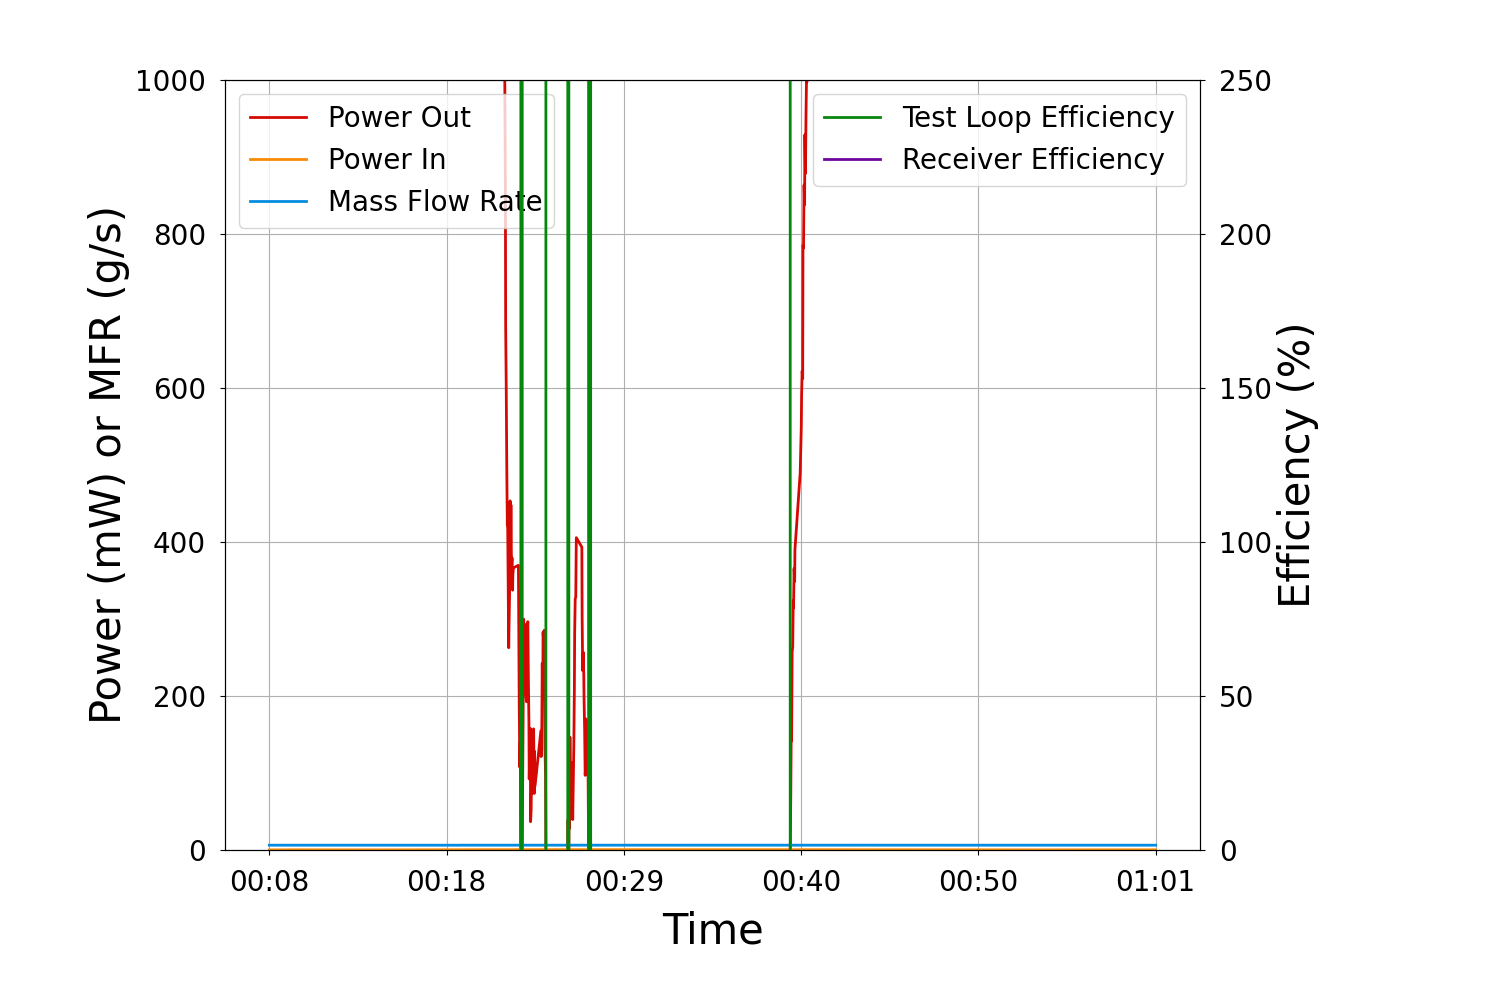 1000
800
600
400
200
0
Power (mW) or MFR (g/s)
Power Out
Power In
Mass Flow Rate
Test Loop Efficiency
Receiver Efficiency
250
200
150
100
50
0
Efficiency (%)
00:08 00:18 00:29 00:40 00:50 01:01
Time